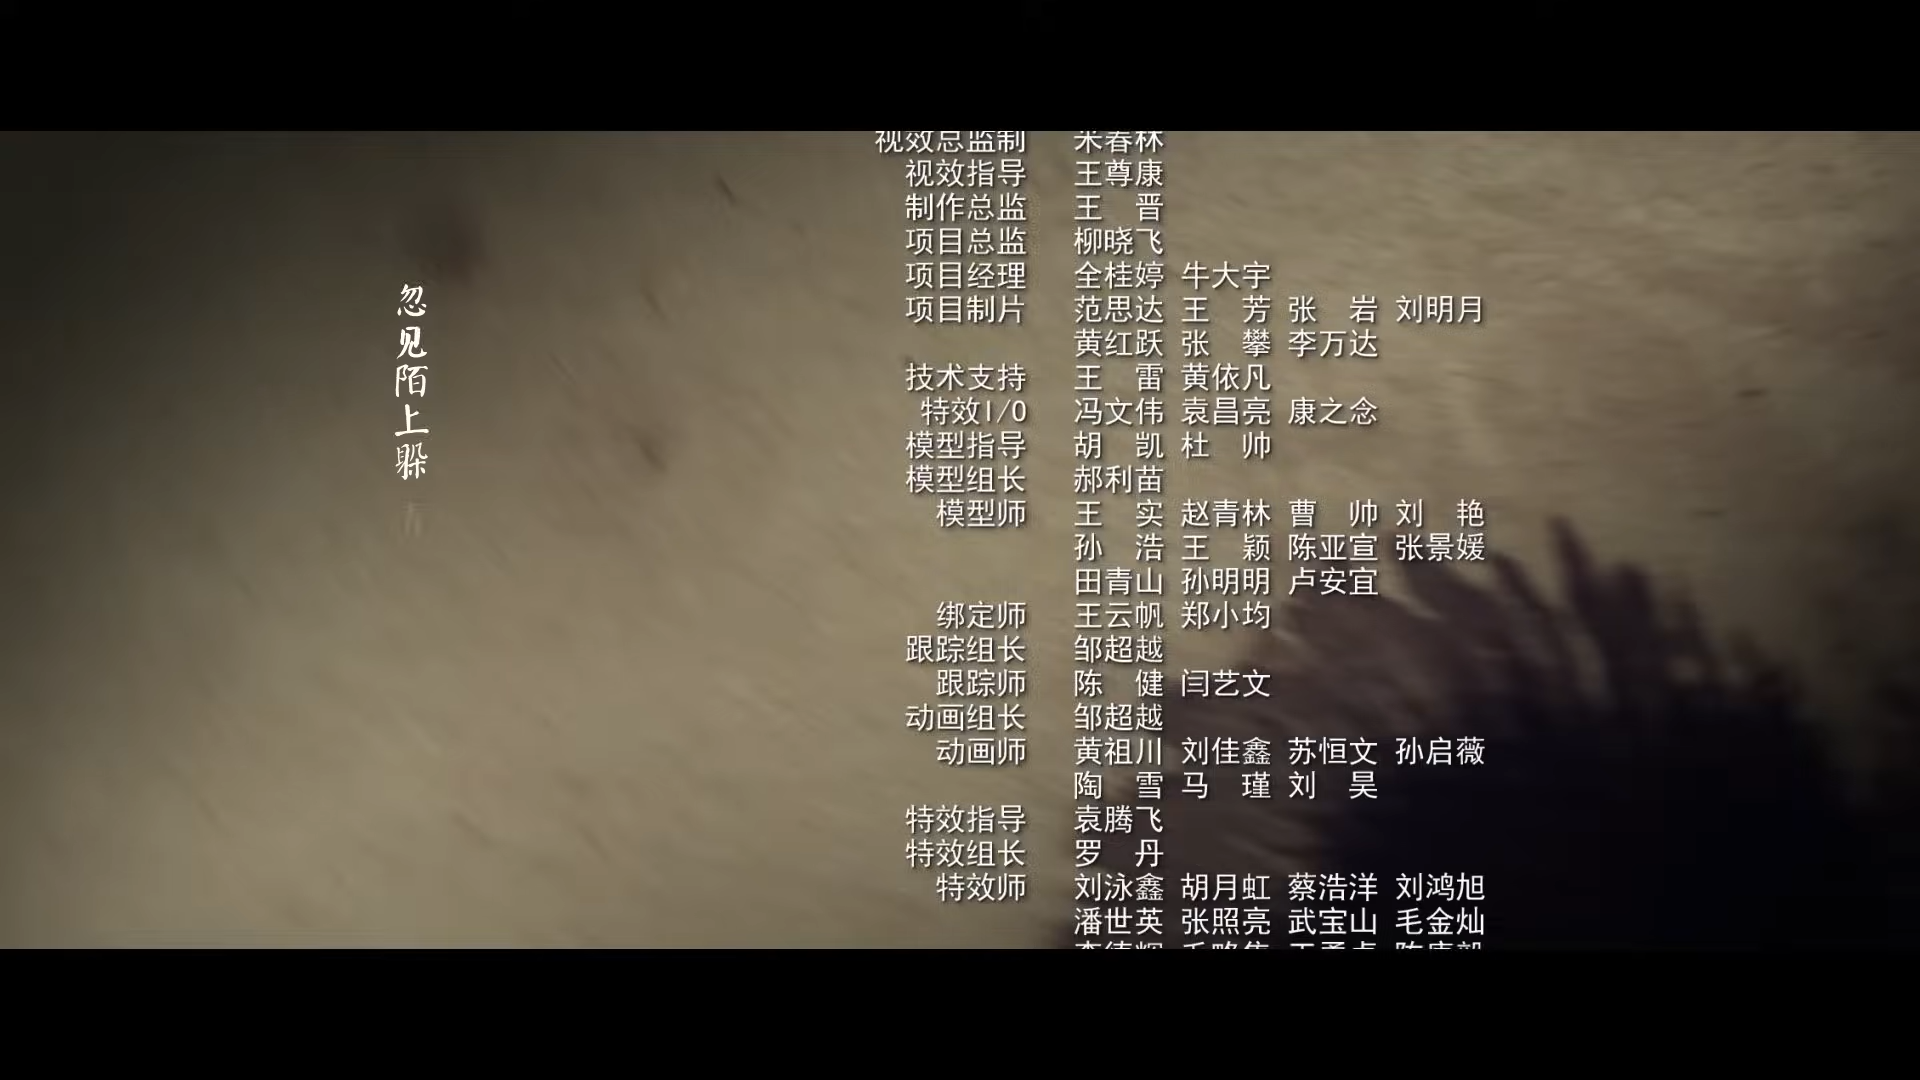 忽见陌上躲
视效总监制 宋春林
视效指导 王尊康
制作总监 王 晋
项目总监 柳晓飞
项目经理 全桂婷 牛大宇
项目制片 范思达 王 芳 张 岩 刘明月
黄红跃 张 攀 李万达
技术支持 王 雷 黄依凡
特效I/O 冯文伟 袁昌亮 康之念
模型指导 胡 凯 杜 帅
模型组长 郝利苗
模型师 王 实 赵青林 曹 帅 刘 艳
孙 浩 王 颖 陈亚宣 张景媛
田青山 孙明明 卢安宜
绑定师 王云帆 郑小均
跟踪组长 邹超越
跟踪师 陈 健 闫艺文
动画组长 邹超越
动画师 黄祖川 刘佳鑫 苏恒文 孙启薇
陶 雪 马 瑾 刘 昊
特效指导 袁腾飞
特效组长 罗 丹
特效师 刘泳鑫 胡月虹 蔡浩洋 刘鸿旭
潘世英 张照亮 武宝山 毛金灿